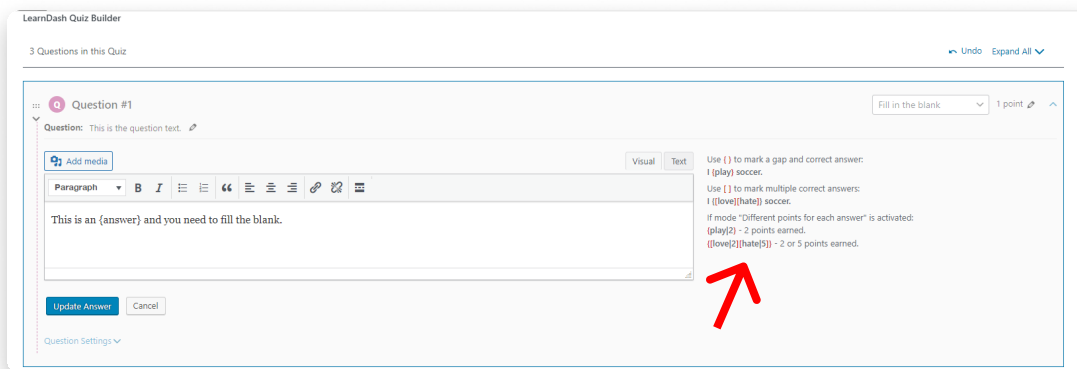 LearnDash Quiz Builder
3 Questions in this Quiz
Undo Expand All
Q Question #1
Fill in the blank
1 point
Question: This is the question text.
Add media
Visual Text
Paragraph
B I
This is an {answer} and you need to fill the blank.
Use { } to mark a gap and correct answer:
I {play} soccer.
Use [ ] to mark multiple correct answers:
I {[love][hate]} soccer.
If mode "Different points for each answer" is activated:
{play|2} - 2 points earned.
{[love|2][hate|5]} - 2 or 5 points earned.
Update Answer Cancel
Question Settings